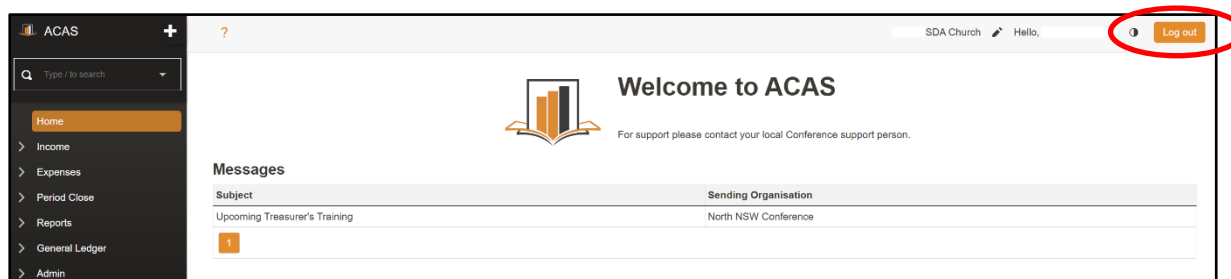 ACAS
+
?
SDA Church Hello,
Log out
Type / to search
Welcome to ACAS
Home
For support please contact your local Conference support person.
Income
Expenses
Messages
Period Close
Subject Sending Organisation
Reports
Upcoming Treasurer's Training North NSW Conference
General Ledger
1
Admin